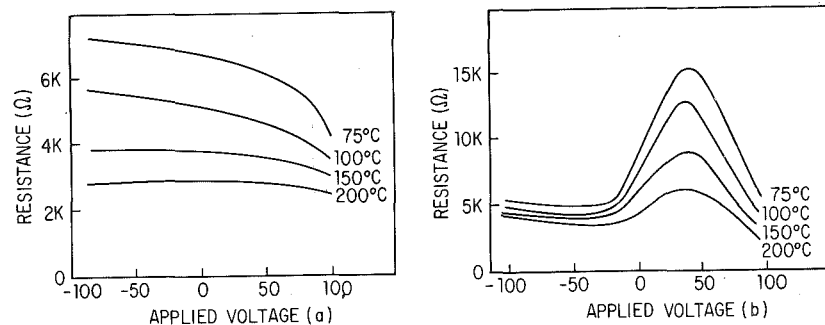 RESISTANCE (Ω)
6K
4K
2K
0
75°C
100°C
150°C
200°C
-100
-50
0
50
100
APPLIED VOLTAGE (a)
RESISTANCE (Ω)
15K
10K
5K
0
75°C
100°C
150°C
200°C
-100
-50
0
50
100
APPLIED VOLTAGE (b)